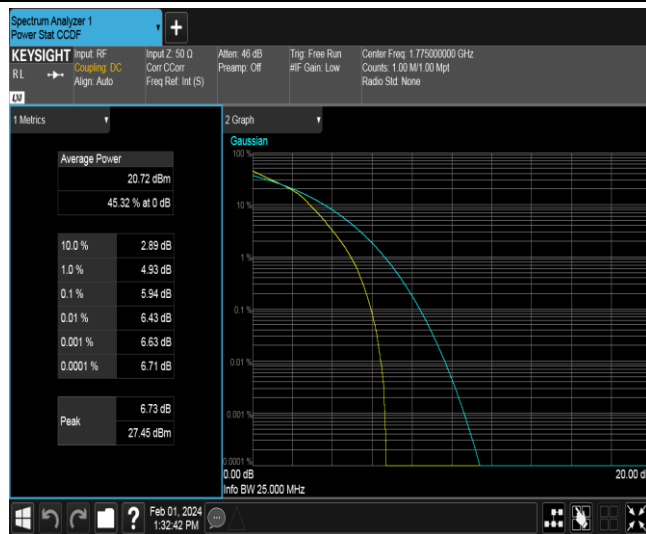 Spectrum Analyzer 1
Power Stat CCDF
+
KEYSIGHT
RL
LXI
Input: RF
Coupling: DC
Align: Auto
Input Z: 50 Ω
Corr CCorr
Freq Ref: Int (S)
Atten: 46 dB
Preamp: Off
Trig: Free Run
#IF Gain: Low
Center Freq: 1.775000000 GHz
Counts: 1.00 M/1.00 Mpt
Radio Std: None
1 Metrics
Average Power
20.72 dBm
45.32 % at 0 dB
10.0 % 2.89 dB
1.0 % 4.93 dB
0.1 % 5.94 dB
0.01 % 6.43 dB
0.001 % 6.63 dB
0.0001 % 6.71 dB
Peak
6.73 dB
27.45 dBm
2 Graph
Gaussian
100 %
10 %
1 %
0.1 %
0.01 %
0.001 %
0.0001 %
0.00 dB
20.00 d
Info BW 25.000 MHz
?
Feb 01, 2024
1:32:42 PM